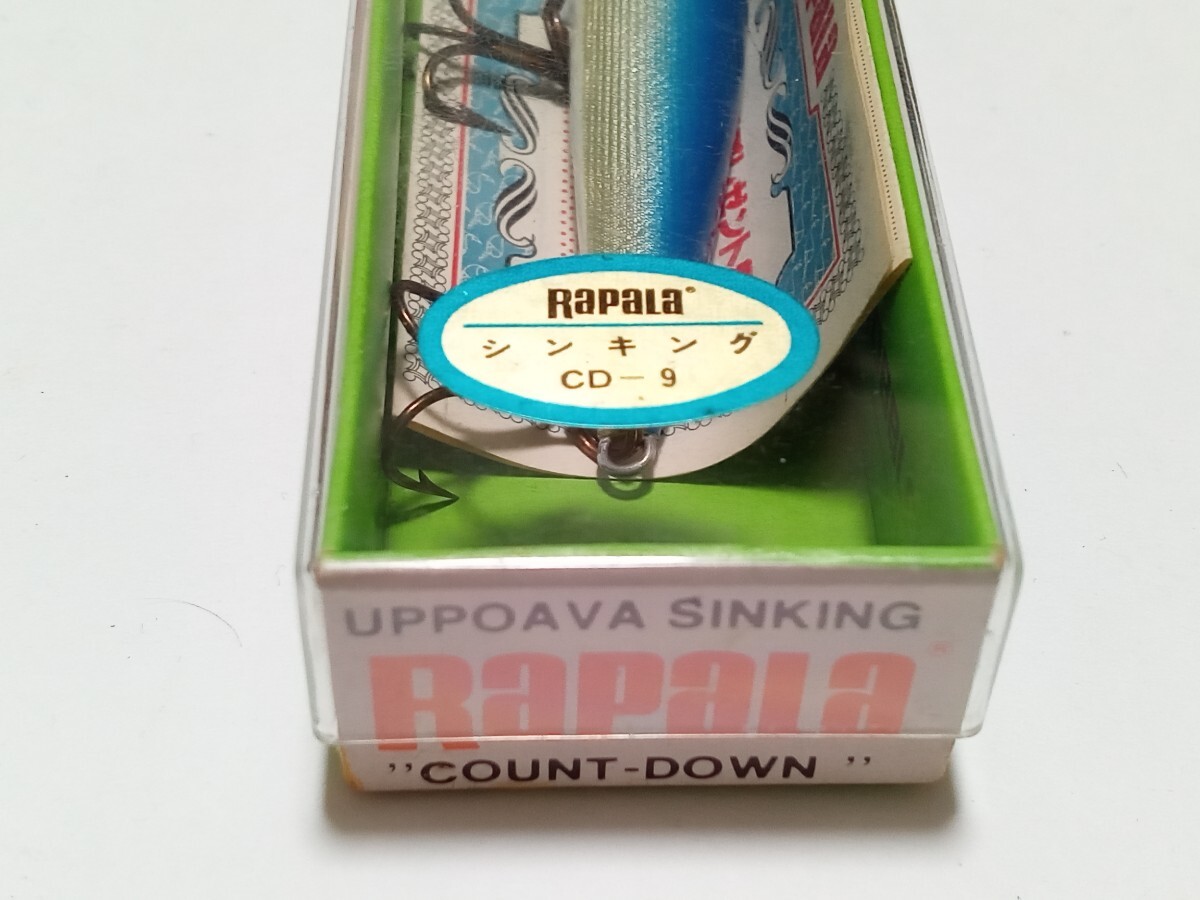 RAPALA®
シンキング
CD-9
UPPOAVA SINKING
RAPALA®
"COUNT-DOWN"